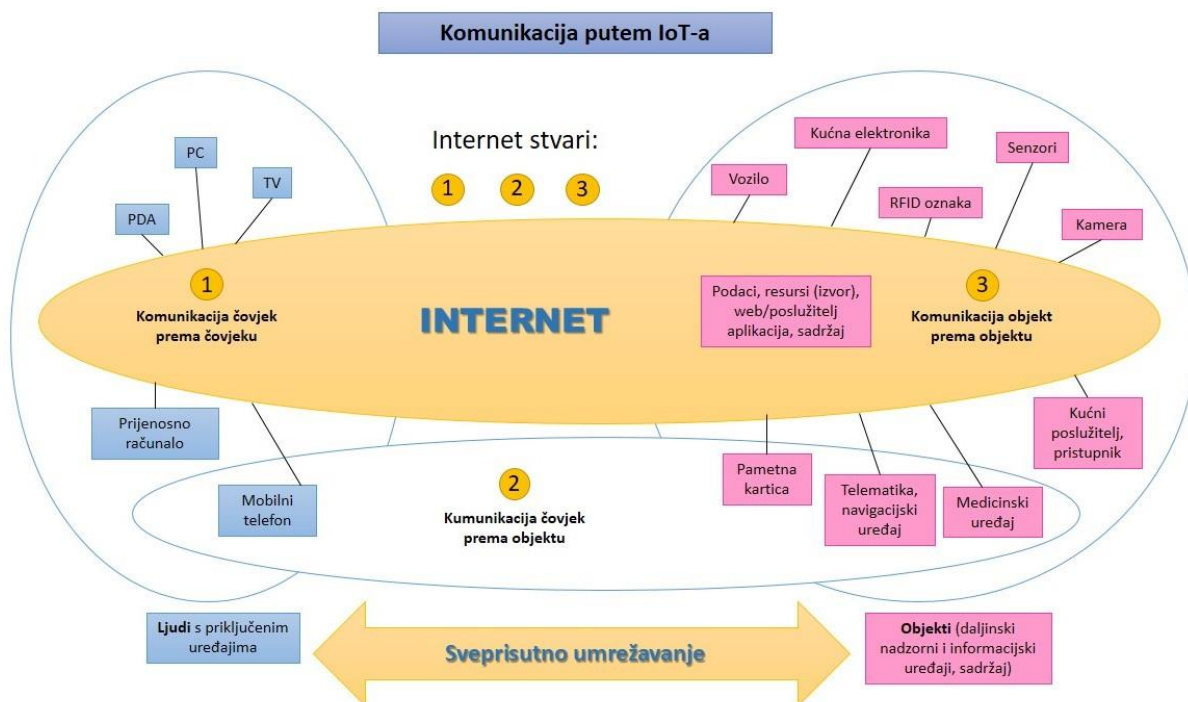 Komunikacija putem IoT-a
Internet stvari:
1 2 3
PC
TV
PDA
Kućna elektronika
Vozilo
RFID oznaka
Senzori
Kamera
1
Komunikacija čovjek
prema čovjeku
INTERNET
Podaci, resursi (izvor),
web/poslužitelj
aplikacija, sadržaj
3
Komunikacija objekt
prema objektu
Prijenosno
računalo
Mobilni
telefon
2
Kumunikacija čovjek
prema objektu
Pametna
kartica
Telematika,
navigacijski
uređaj
Medicinski
uređaj
Kućni
poslužitelj,
pristupnik
Ljudi s priključenim
uređajima
Sveprisutno umrežavanje
Objekti (daljinski
nadzorni i informacijski
uređaji, sadržaj)